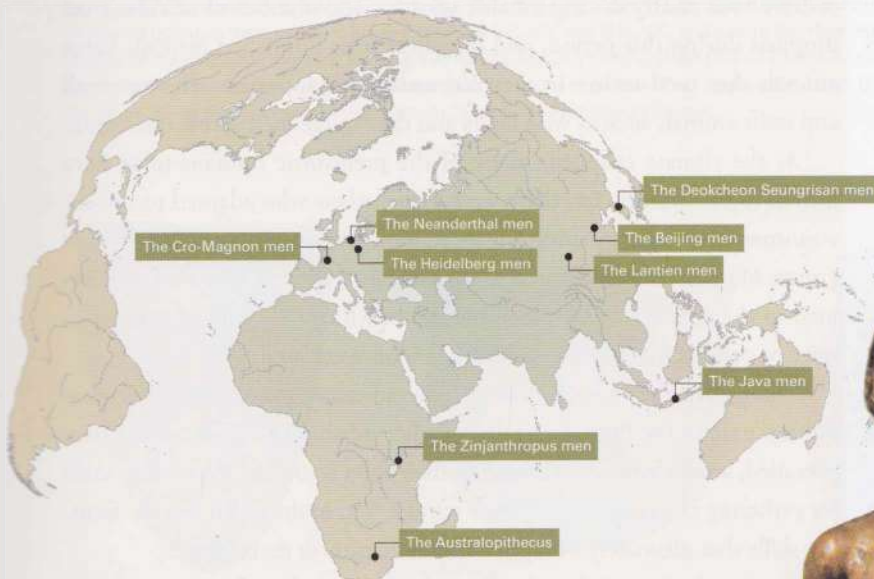 The Deokcheon Seungrisan men
The Neanderthal men
The Beijing men
The Cro-Magnon men
The Heidelberg men
The Lantien men
The Java men
The Zinjanthropus men
The Australopithecus